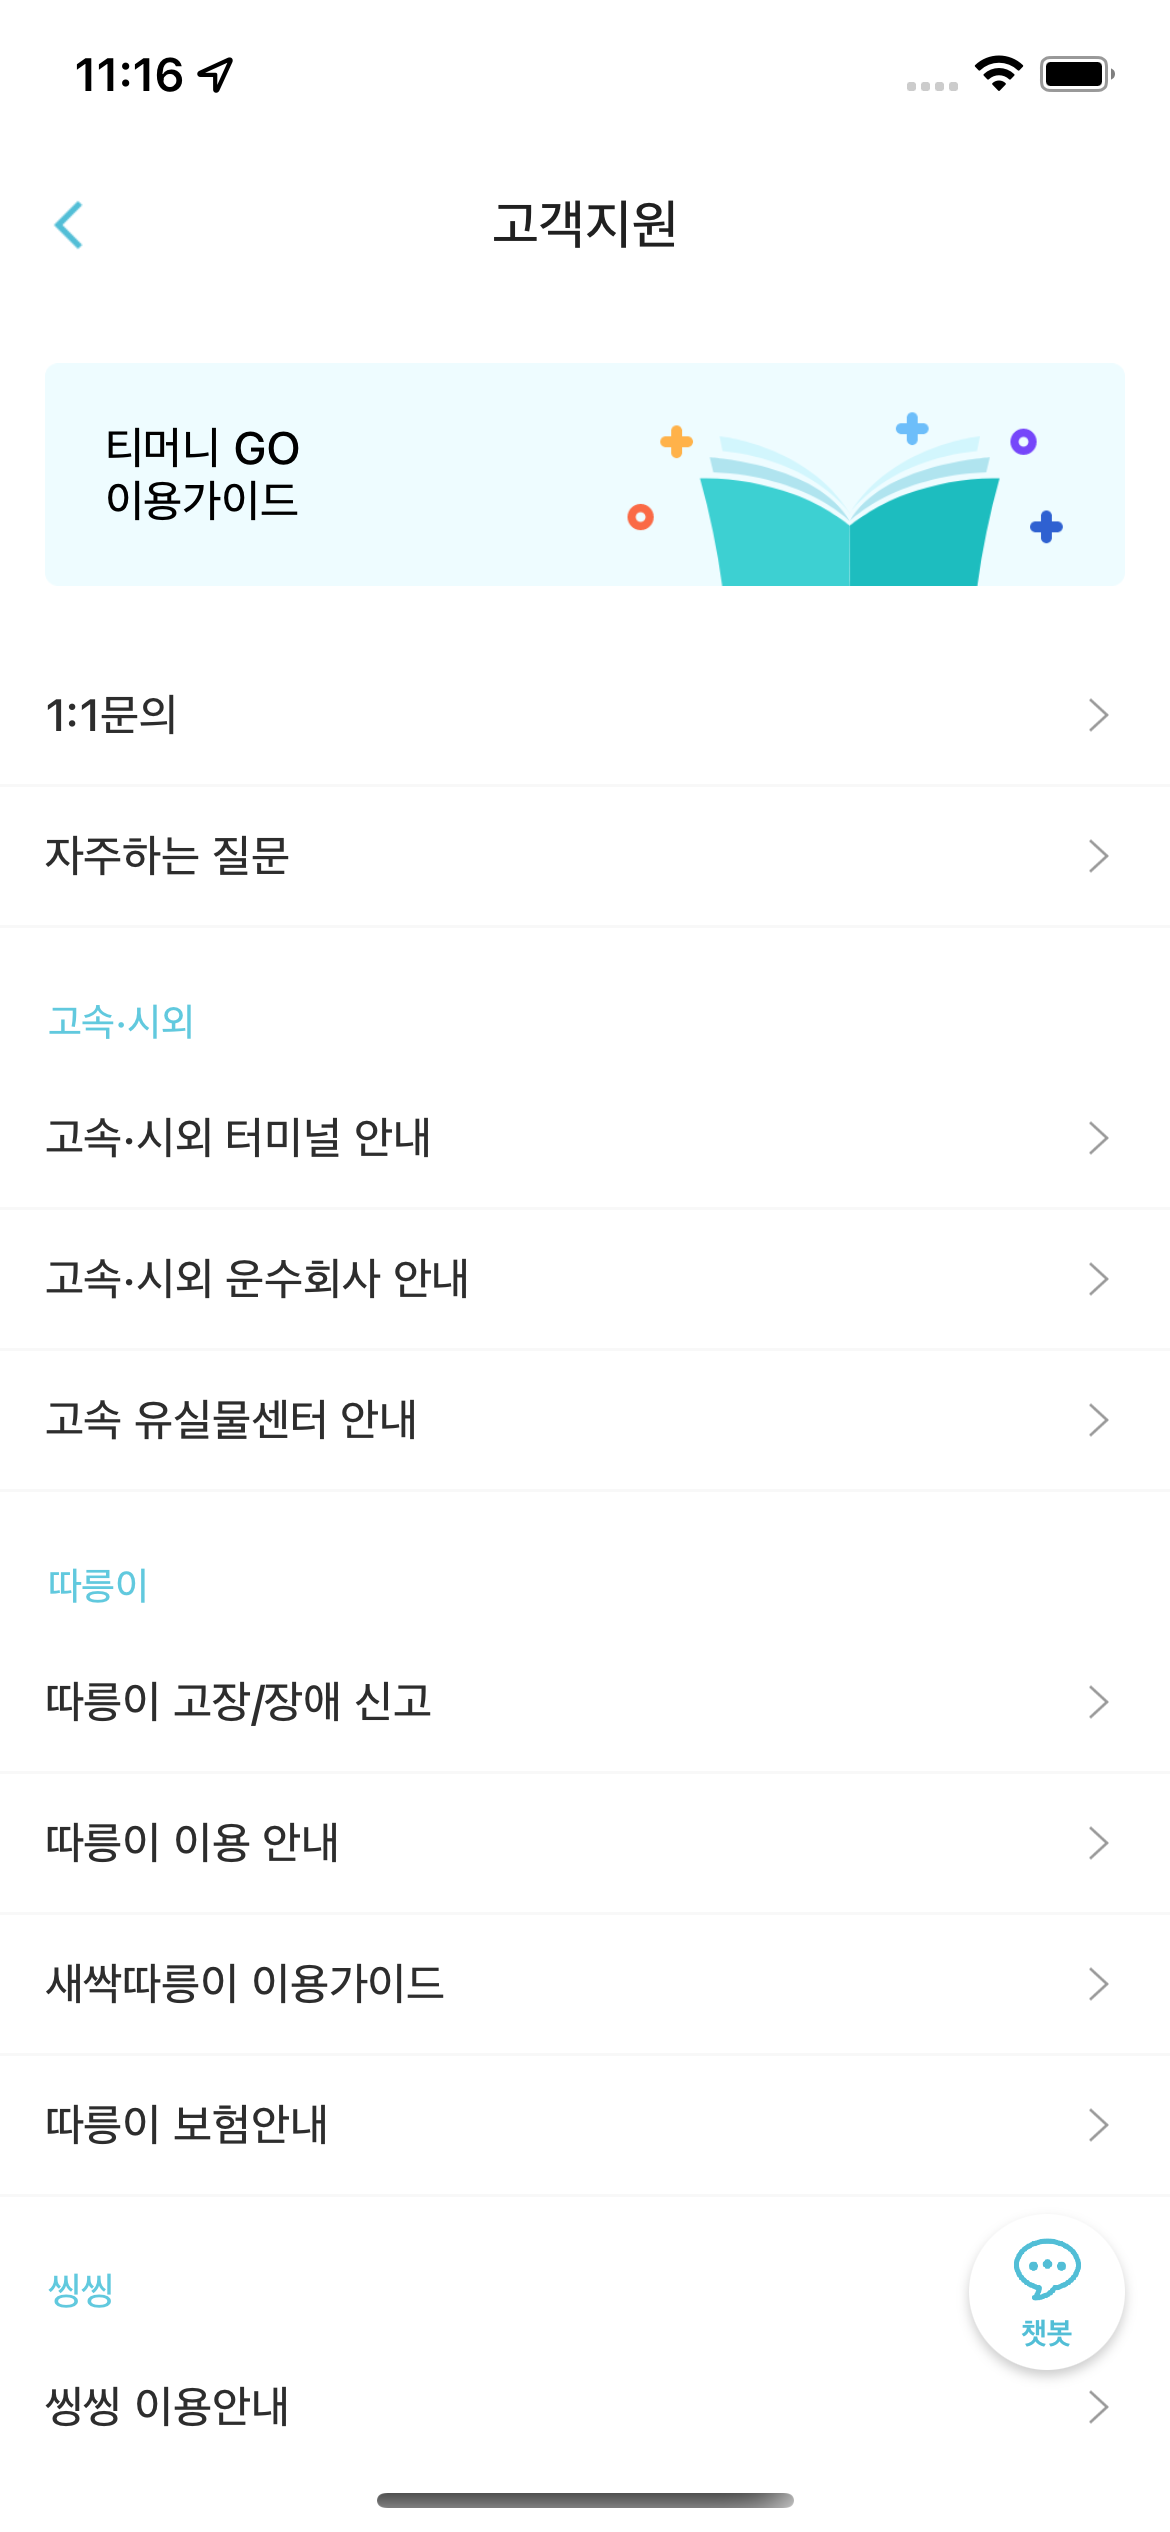 11:16
고객지원
티머니 GO
이용가이드
1:1문의
자주하는 질문
고속·시외
고속·시외 터미널 안내
고속·시외 운수회사 안내
고속 유실물센터 안내
따릉이
따릉이 고장/장애 신고
따릉이 이용 안내
새싹따릉이 이용가이드
따릉이 보험안내
씽씽
챗봇
씽씽 이용안내